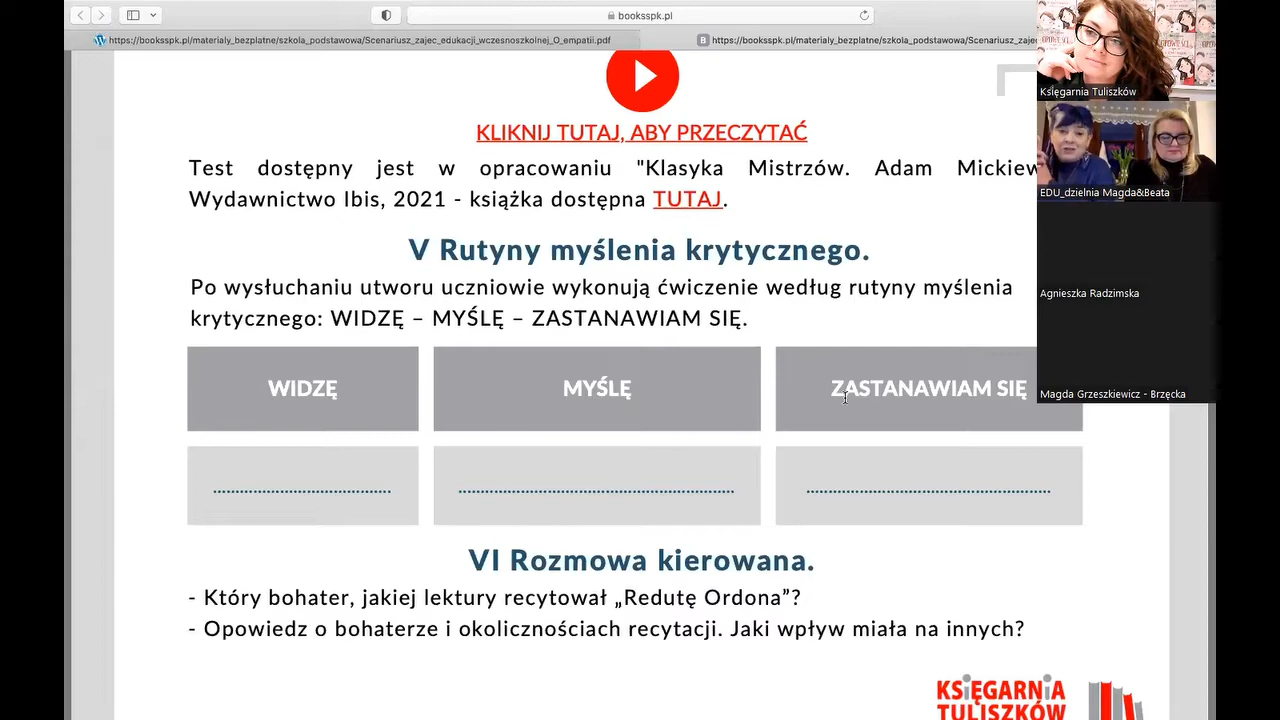 booksspk.pl
https://booksspk.pl/materialy_bezplatne/szkola_podstawowa/Scenariusz_zajec_edukacji_wczesnoszkolnej_O_empatii.pdf
https://booksspk.pl/materialy_bezplatne/szkola_podstawowa/Scenariusz_zajec
KLIKNIJ TUTAJ, ABY PRZECZYTAĆ
Test dostępny jest w opracowaniu "Klasyka Mistrzów. Adam Mickiew
Wydawnictwo Ibis, 2021 - książka dostępna TUTAJ.
V Rutyny myślenia krytycznego.
Po wysłuchaniu utworu uczniowie wykonują ćwiczenie według rutyny myślenia
krytycznego: WIDZĘ – MYŚLĘ – ZASTANAWIAM SIĘ.
WIDZĘ
MYŚLĘ
ZASTANAWIAM SIĘ
VI Rozmowa kierowana.
- Który bohater, jakiej lektury recytował „Redutę Ordona”?
- Opowiedz o bohaterze i okolicznościach recytacji. Jaki wpływ miała na innych?
KSIĘGARNIA
TULISZKÓW
Księgarnia Tuliszków
EDU_dzielnia Magda&Beata
Agnieszka Radzimska
Magda Grzeszkiewicz - Brzęcka